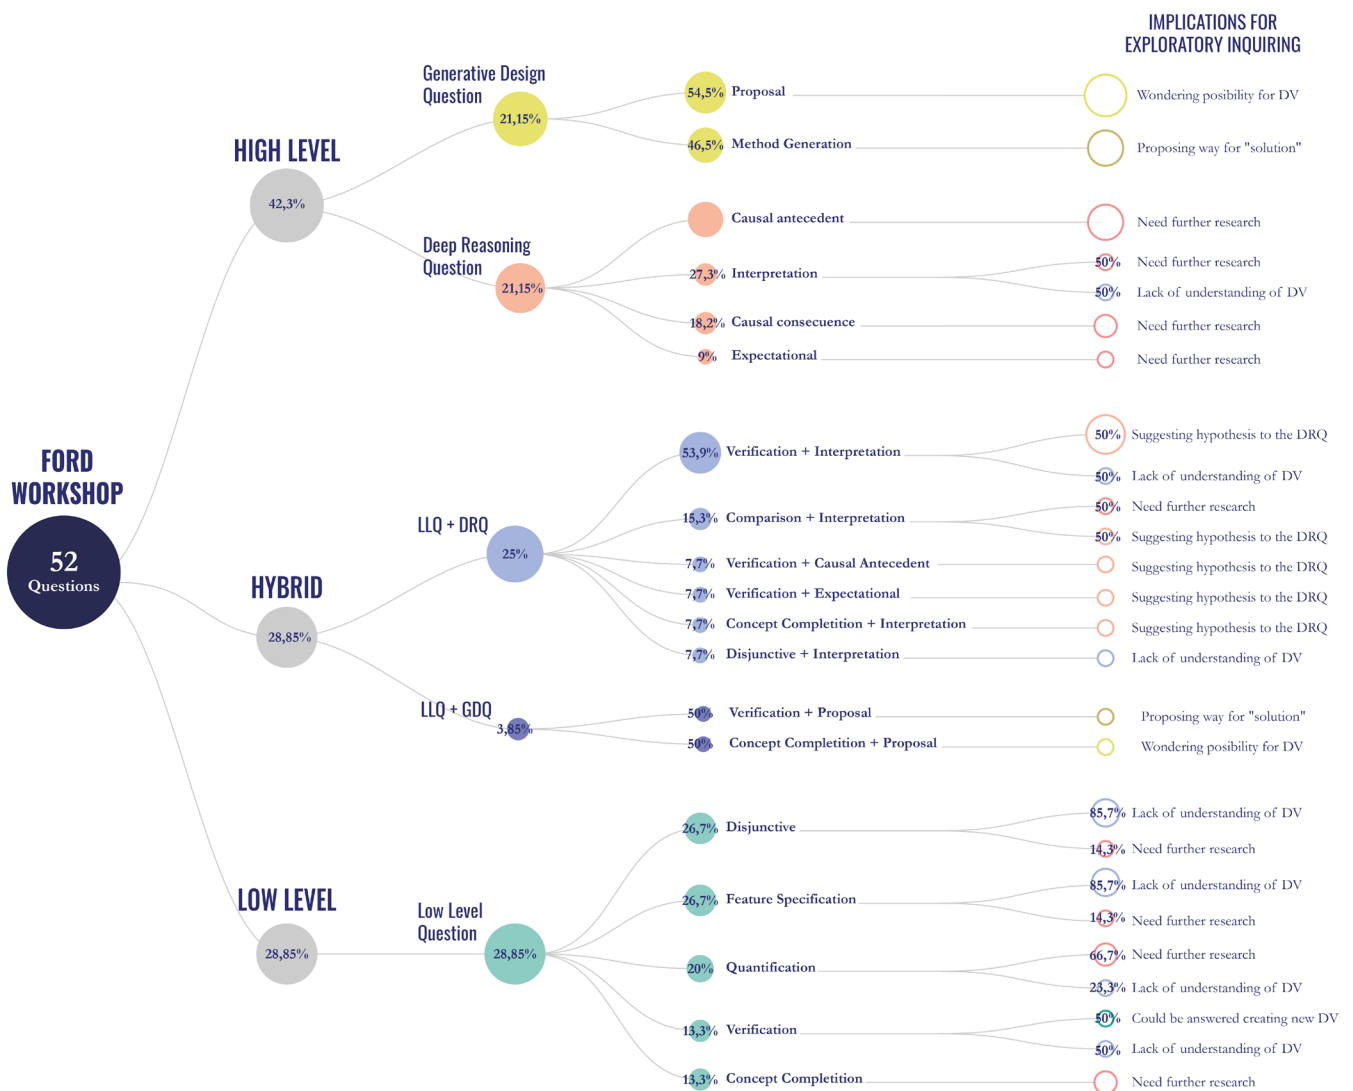 IMPLICATIONS FOR
EXPLORATORY INQUIRING
Generative Design
Question
21,15%
54,5% Proposal
Wondering posibility for DV
46,5% Method Generation
Proposing way for "solution"
HIGH LEVEL
42,3%
Deep Reasoning
Question
21,15%
Causal antecedent
Need further research
27,3% Interpretation
50% Need further research
50% Lack of understanding of DV
18,2% Causal consecuence
Need further research
9% Expectational
Need further research
FORD
WORKSHOP
52
Questions
HYBRID
28,85%
LLQ + DRQ
25%
53,9% Verification + Interpretation
50% Suggesting hypothesis to the DRQ
50% Lack of understanding of DV
15,3% Comparison + Interpretation
50% Need further research
50% Suggesting hypothesis to the DRQ
7,7% Verification + Causal Antecedent
Suggesting hypothesis to the DRQ
7,7% Verification + Expectational
Suggesting hypothesis to the DRQ
7,7% Concept Completition + Interpretation
Suggesting hypothesis to the DRQ
7,7% Disjunctive + Interpretation
Lack of understanding of DV
LLQ + GDQ
3,85%
50% Verification + Proposal
Proposing way for "solution"
50% Concept Completition + Proposal
Wondering posibility for DV
LOW LEVEL
28,85%
Low Level
Question
28,85%
26,7% Disjunctive
85,7% Lack of understanding of DV
14,3% Need further research
26,7% Feature Specification
85,7% Lack of understanding of DV
14,3% Need further research
20% Quantification
66,7% Need further research
23,3% Lack of understanding of DV
13,3% Verification
50% Could be answered creating new DV
50% Lack of understanding of DV
13,3% Concept Completition
Need further research